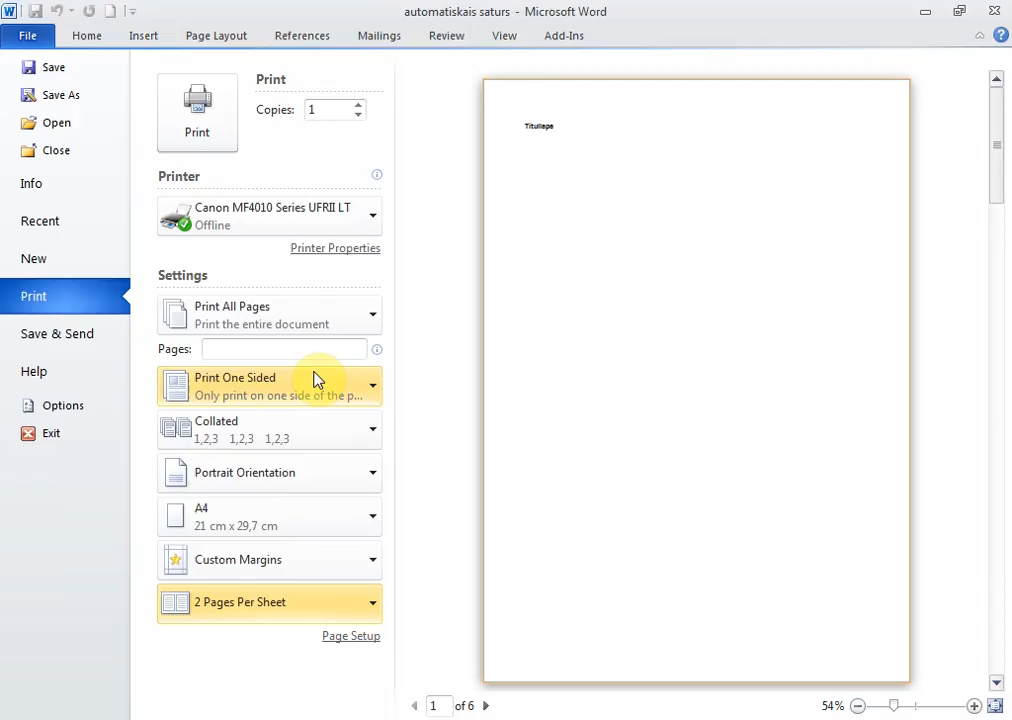 automatiskais saturs - Microsoft Word
File Home Insert Page Layout References Mailings Review View Add-Ins
Save
Save As
Open
Close
Info
Recent
New
Print
Save & Send
Help
Options
Exit
Print
Print
Copies: 1
Printer
Canon MF4010 Series UFRII LT
Offline
Printer Properties
Settings
Print All Pages
Print the entire document
Pages:
Print One Sided
Only print on one side of the p...
Collated
1,2,3 1,2,3 1,2,3
Portrait Orientation
A4
21 cm x 29,7 cm
Custom Margins
2 Pages Per Sheet
Page Setup
Titullapa
1 of 6
54%